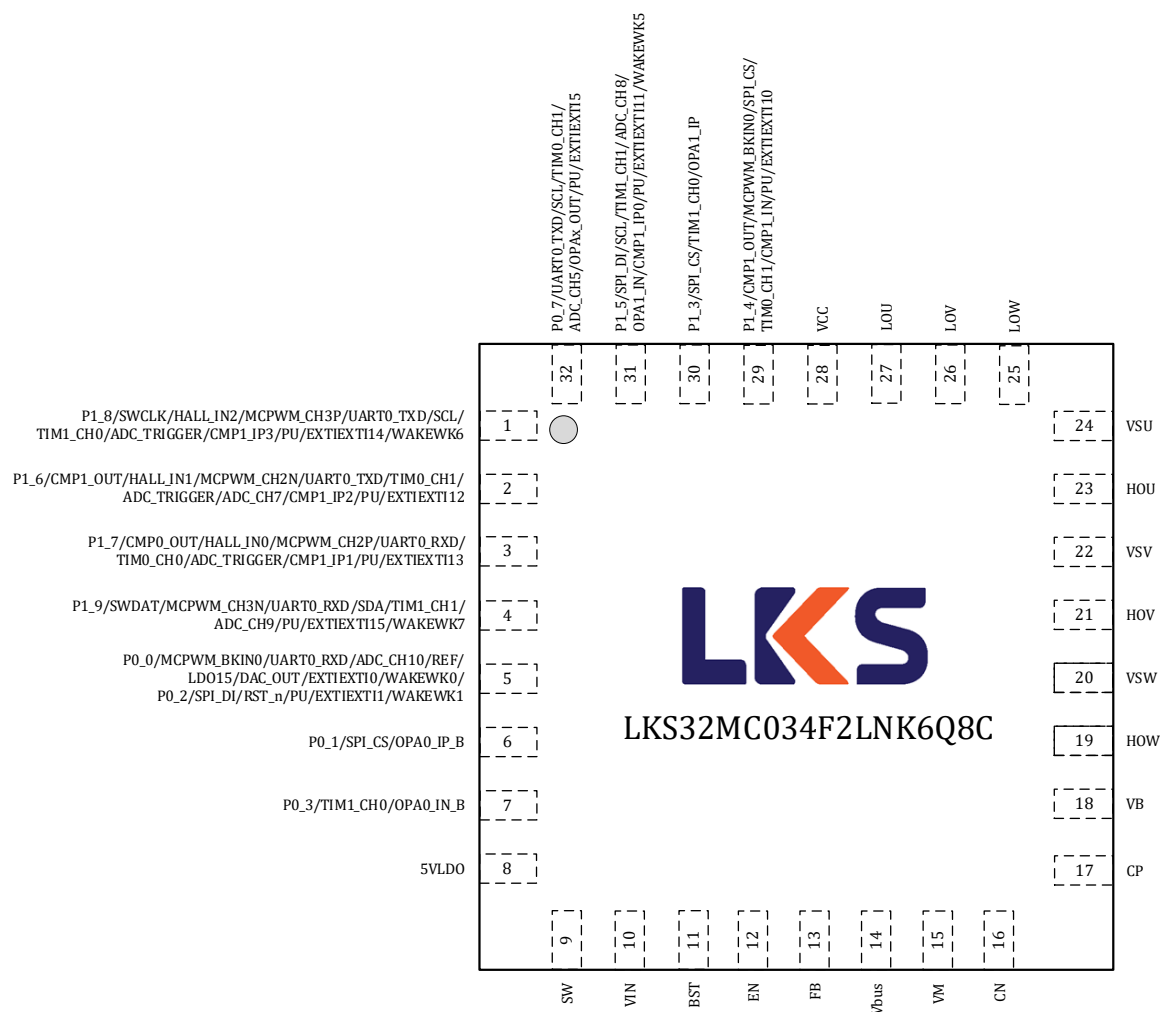 P0_7/UART0_TXD/SCL/TIM0_CH1/
ADC_CH5/OPAx_OUT/PU/EXTIEXTI5
P1_5/SPI_DI/SCL/TIM1_CH1/ADC_CH8/
OPA1_IN/CMP1_IP0/PU/EXTIEXTI11/WAKEWK5
P1_3/SPI_CS/TIM1_CH0/OPA1_IP
P1_4/CMP1_OUT/MCPWM_BKIN0/SPI_CS/
TIM0_CH1/CMP1_IN/PU/EXTIEXTI10
VCC
LOU
LOV
LOW
32
31
30
29
28
27
26
25
P1_8/SWCLK/HALL_IN2/MCPWM_CH3P/UART0_TXD/SCL/
TIM1_CH0/ADC_TRIGGER/CMP1_IP3/PU/EXTIEXTI14/WAKEWK6
1
P1_6/CMP1_OUT/HALL_IN1/MCPWM_CH2N/UART0_TXD/TIM0_CH1/
ADC_TRIGGER/ADC_CH7/CMP1_IP2/PU/EXTIEXTI12
2
P1_7/CMP0_OUT/HALL_IN0/MCPWM_CH2P/UART0_RXD/
TIM0_CH0/ADC_TRIGGER/CMP1_IP1/PU/EXTIEXTI13
3
P1_9/SWDAT/MCPWM_CH3N/UART0_RXD/SDA/TIM1_CH1/
ADC_CH9/PU/EXTIEXTI15/WAKEWK7
4
P0_0/MCPWM_BKIN0/UART0_RXD/ADC_CH10/REF/
LDO15/DAC_OUT/EXTIEXTI0/WAKEWK0/
P0_2/SPI_DI/RST_n/PU/EXTIEXTI1/WAKEWK1
5
P0_1/SPI_CS/OPA0_IP_B
6
P0_3/TIM1_CH0/OPA0_IN_B
7
5VLDO
8
LKS
LKS32MC034F2LNK6Q8C
24 VSU
23 HOU
22 VSV
21 HOV
20 VSW
19 HOW
18 VB
17 CP
9
10
11
12
13
14
15
16
SW
VIN
BST
EN
FB
Vbus
VM
CN